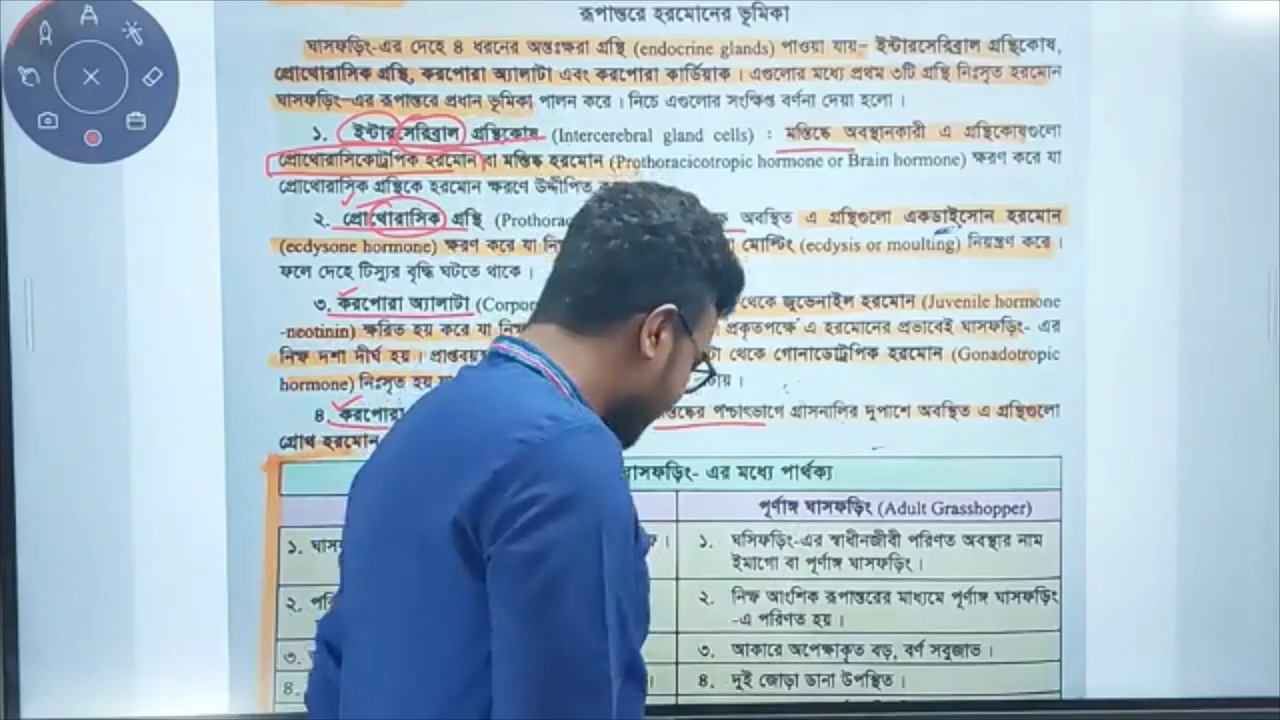 রূপান্তরে হরমোনের ভূমিকা
ঘাসফড়িং-এর দেহে ৪ ধরনের অন্তঃক্ষরা গ্রন্থি (endocrine glands) পাওয়া যায়– ইন্টারসেরিব্রাল গ্রন্থিকোষ,
প্রোথোরাসিক গ্রন্থি, করপোরা অ্যালাটা এবং করপোরা কার্ডিয়াক। এগুলোর মধ্যে প্রথম ৩টি গ্রন্থি নিঃসৃত হরমোন
ঘাসফড়িং–এর রূপান্তরে প্রধান ভূমিকা পালন করে। নিচে এগুলোর সংক্ষিপ্ত বর্ণনা দেয়া হলো।
১. ইন্টারসেরিব্রাল গ্রন্থিকোষ (Intercerebral gland cells) : মস্তিষ্কে অবস্থানকারী এ গ্রন্থিকোষগুলো
প্রোথোরাসিকোট্রপিক হরমোন বা মস্তিষ্ক হরমোন (Prothoracicotropic hormone or Brain hormone) ক্ষরণ করে যা
প্রোথোরাসিক গ্রন্থিকে হরমোন ক্ষরণে উদ্দীপিত
২. প্রোথোরাসিক গ্রন্থি (Prothorac অবস্থিত এ গ্রন্থিগুলো একডাইসোন হরমোন
(ecdysone hormone) ক্ষরণ করে যা মোল্টিং (ecdysis or moulting) নিয়ন্ত্রণ করে।
ফলে দেহে টিস্যুর বৃদ্ধি ঘটতে থাকে।
৩. করপোরা অ্যালাটা (Corpor থেকে জুভেনাইল হরমোন (Juvenile hormone
-neotinin) ক্ষরিত হয় করে যা প্রকৃতপক্ষে এ হরমোনের প্রভাবেই ঘাসফড়িং- এর
নিম্ফ দশা দীর্ঘ হয়। থেকে গোনাডোট্রপিক হরমোন (Gonadotropic
hormone) নিঃসৃত হয়
৪. করপোরা পশ্চাৎভাগে গ্রাসনালির দুপাশে অবস্থিত এ গ্রন্থিগুলো
গ্রোথ হরমোন
ঘাসফড়িং- এর মধ্যে পার্থক্য
পূর্ণাঙ্গ ঘাসফড়িং (Adult Grasshopper)
১. ঘাস
১. ঘসিফড়িং-এর স্বাধীনজীবী পরিণত অবস্থার নাম
ইমাগো বা পূর্ণাঙ্গ ঘাসফড়িং।
২.
২. নিম্ফ আংশিক রূপান্তরের মাধ্যমে পূর্ণাঙ্গ ঘাসফড়িং
-এ পরিণত হয়।
৩.
৩. আকারে অপেক্ষাকৃত বড়, বর্ণ সবুজাভ।
৪.
৪. দুই জোড়া ডানা উপস্থিত।